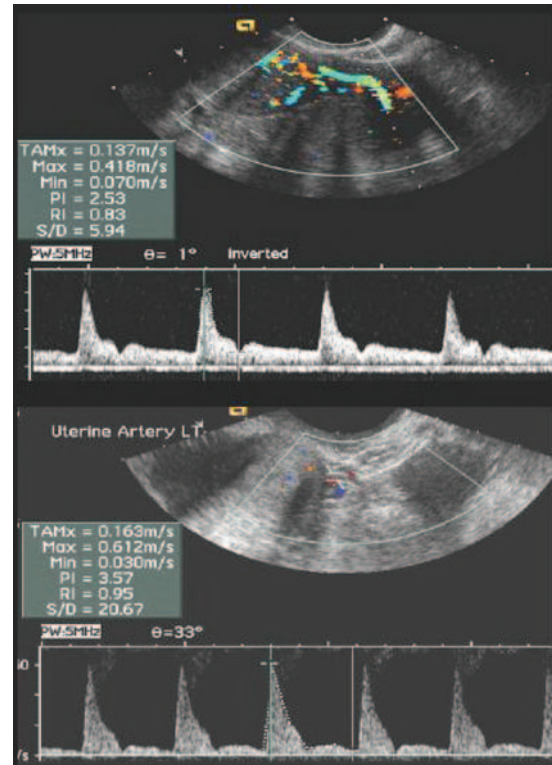 TAMx = 0.137m/s
Max = 0.418m/s
Min = 0.070m/s
PI = 2.53
RI = 0.83
S/D = 5.94
PW:5MHz θ= 1° Inverted
Uterine Artery LT
TAMx = 0.163m/s
Max = 0.612m/s
Min = 0.030m/s
PI = 3.57
RI = 0.95
S/D = 20.67
PW:5MHz θ=33°